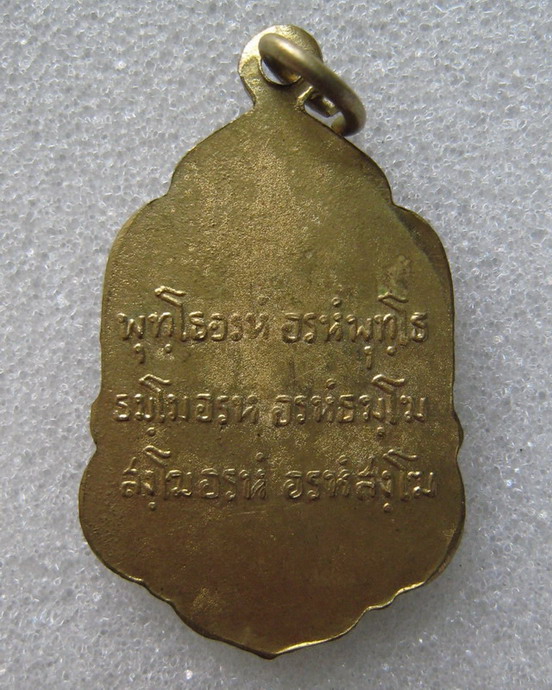 พุทฺโธอรหํ อรหํพุทฺโธ
ธมฺโมอรหํ อรหํธมฺโม
สงฺโฆอรหํ อรหํสงฺโฆ